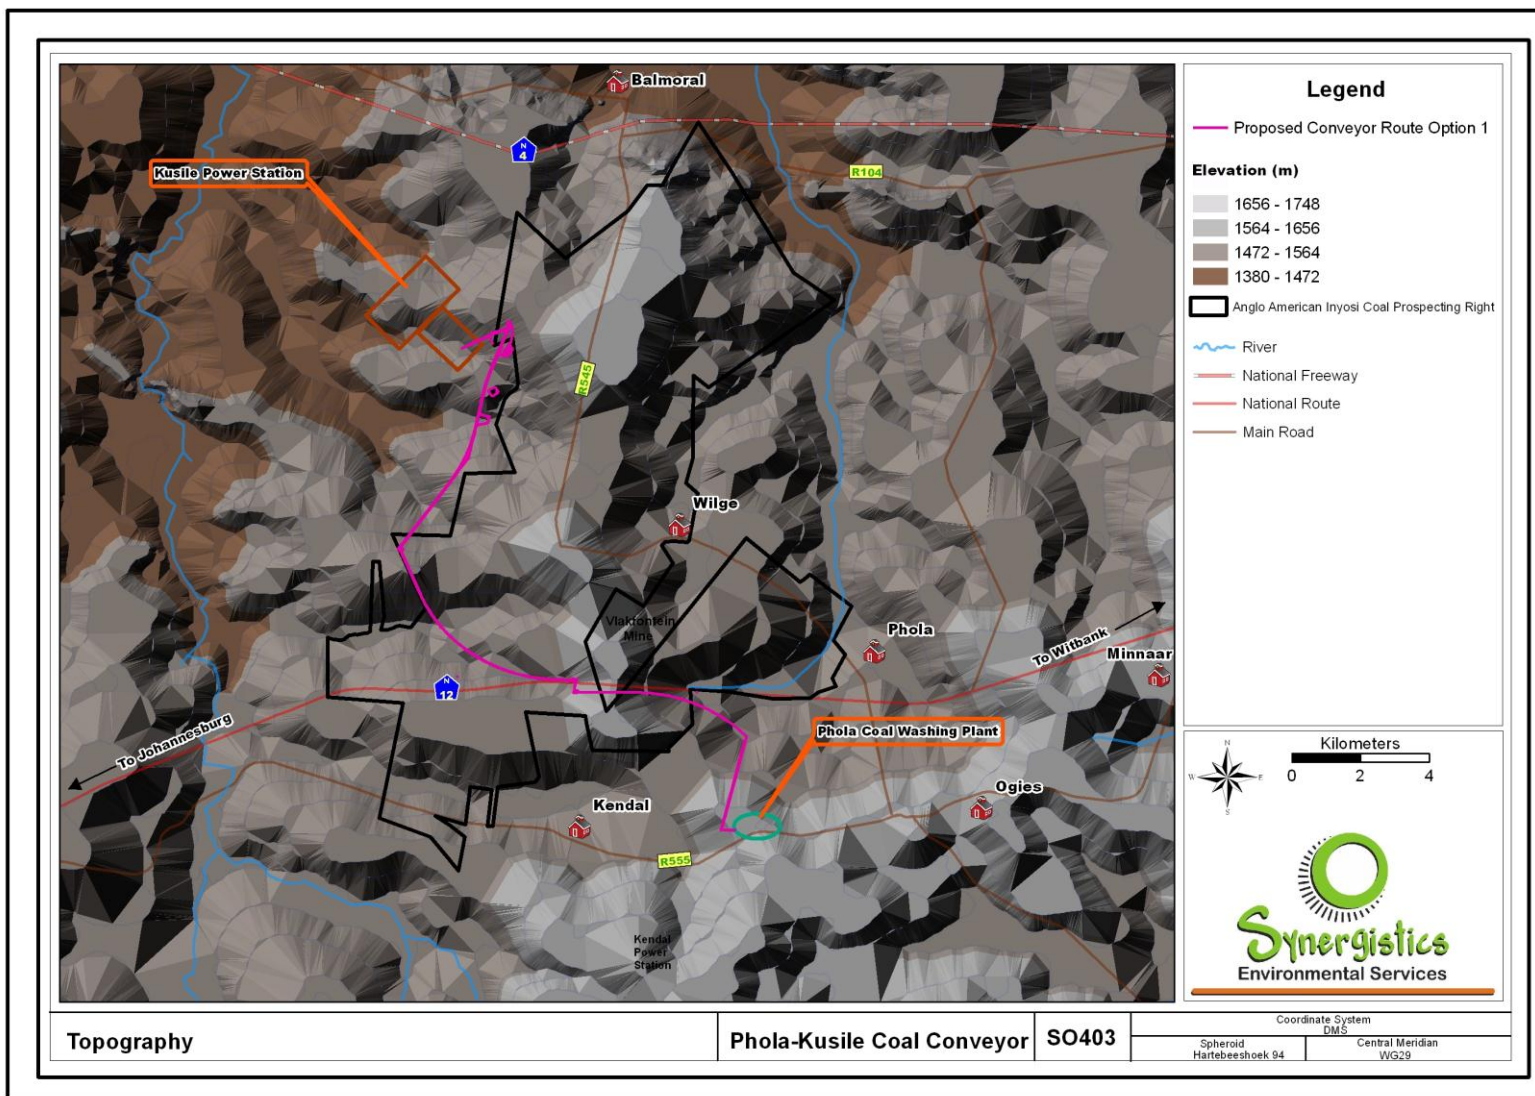 Balmoral
N
4
Kusile Power Station
R104
R545
Wilge
Vlakfontein
Mine
Phola
To Witbank
Minnaar
N
12
To Johannesburg
Phola Coal Washing Plant
Kendal
Ogies
R555
Kendal
Power
Station
Legend
Proposed Conveyor Route Option 1
Elevation (m)
1656 - 1748
1564 - 1656
1472 - 1564
1380 - 1472
Anglo American Inyosi Coal Prospecting Right
River
National Freeway
National Route
Main Road
N
W
E
S
Kilometers
0 2 4
Synergistics
Environmental Services
Topography
Phola-Kusile Coal Conveyor
SO403
Coordinate System
DMS
Spheroid
Hartebeeshoek 94
Central Meridian
WG29